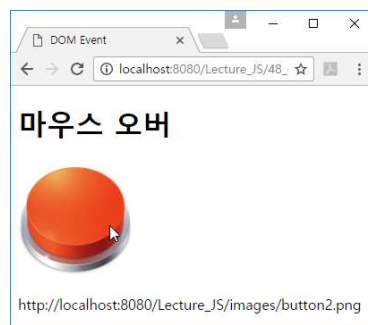 DOM Event
localhost:8080/Lecture_JS/48_
마우스 오버
http://localhost:8080/Lecture_JS/images/button2.png